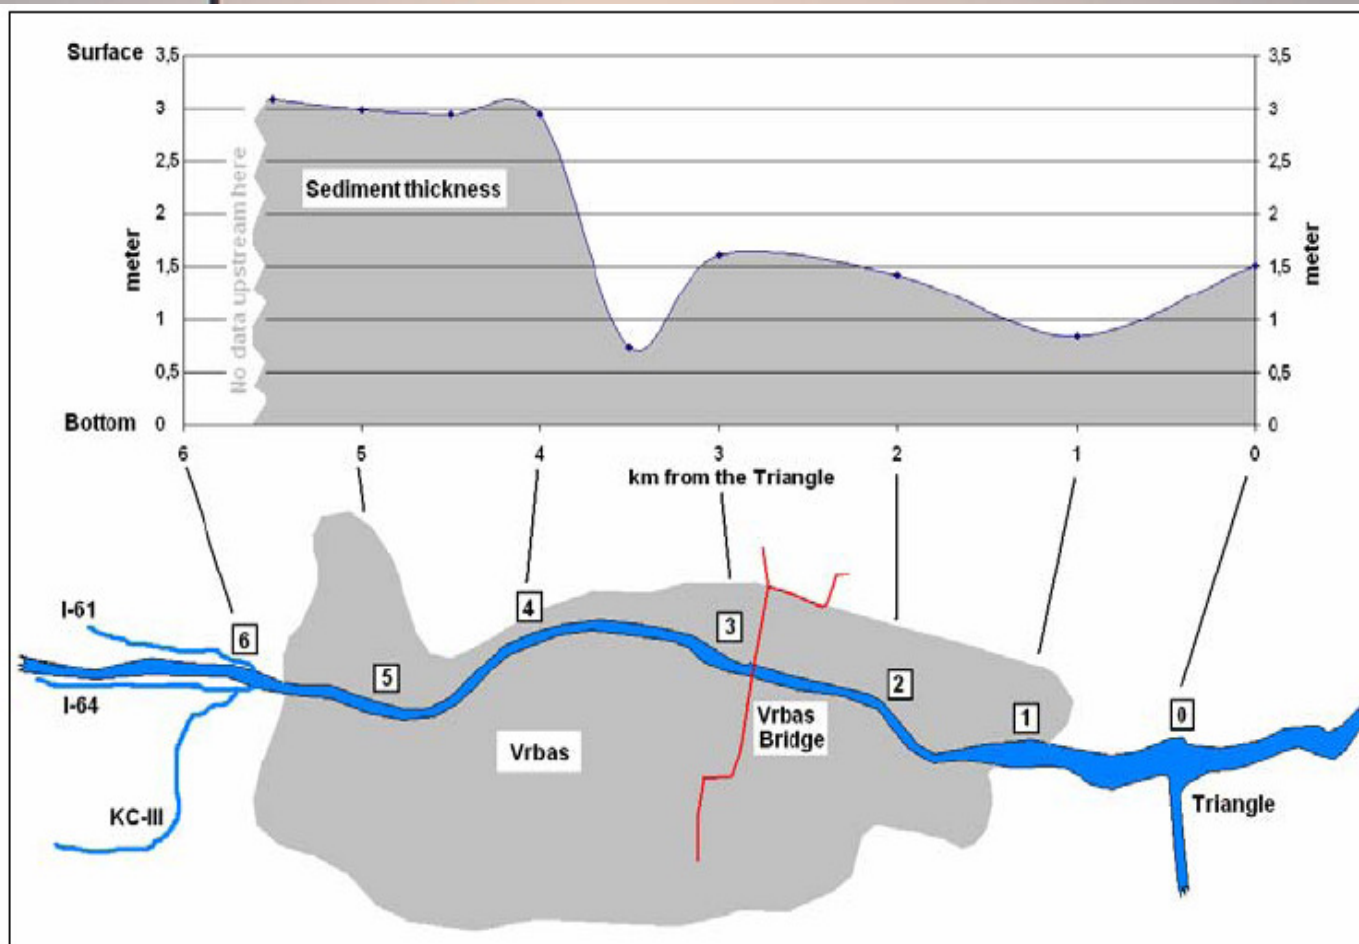 Surface 3,5 3,5
3 3
2,5 2,5
Sediment thickness
2 2
meter 1,5 1,5 meter
No data upstream here
1 1
0,5 0,5
Bottom 0 0
6 5 4 3 2 1 0
km from the Triangle
I-61
6
4
3
I-64
5
2
1
0
Vrbas
Vrbas
Bridge
KC-III
Triangle